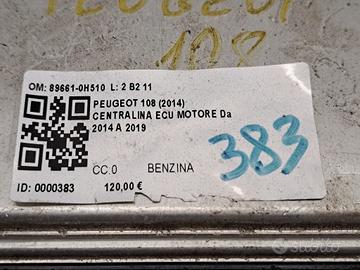 PEUGEOT
108
OM: 89661-0H510 L: 2 B2 11
PEUGEOT 108 (2014)
CENTRALINA ECU MOTORE Da
2014 A 2019
383
CC:0 BENZINA
ID: 0000383 120,00 €
subito